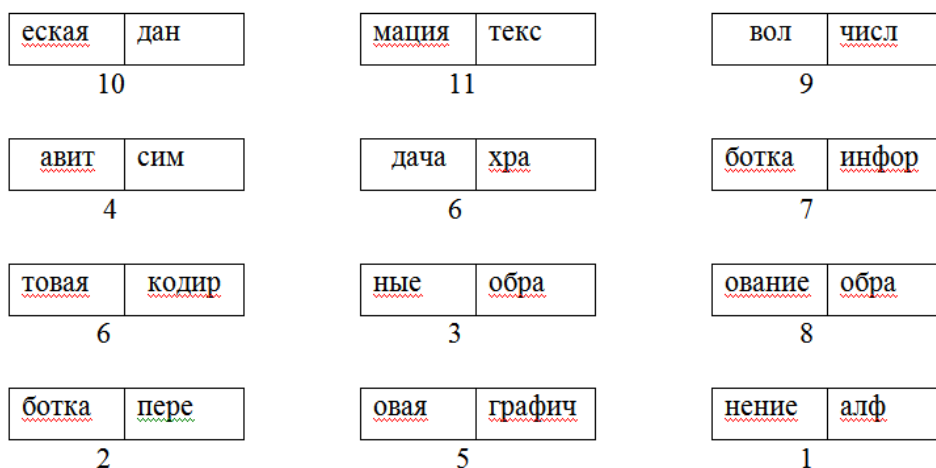 еская дан мация текс вол числ
10 11 9
авит сим дача хра ботка инфор
4 6 7
товая кодир ные обра ование обра
6 3 8
ботка пере овая графич нение алф
2 5 1